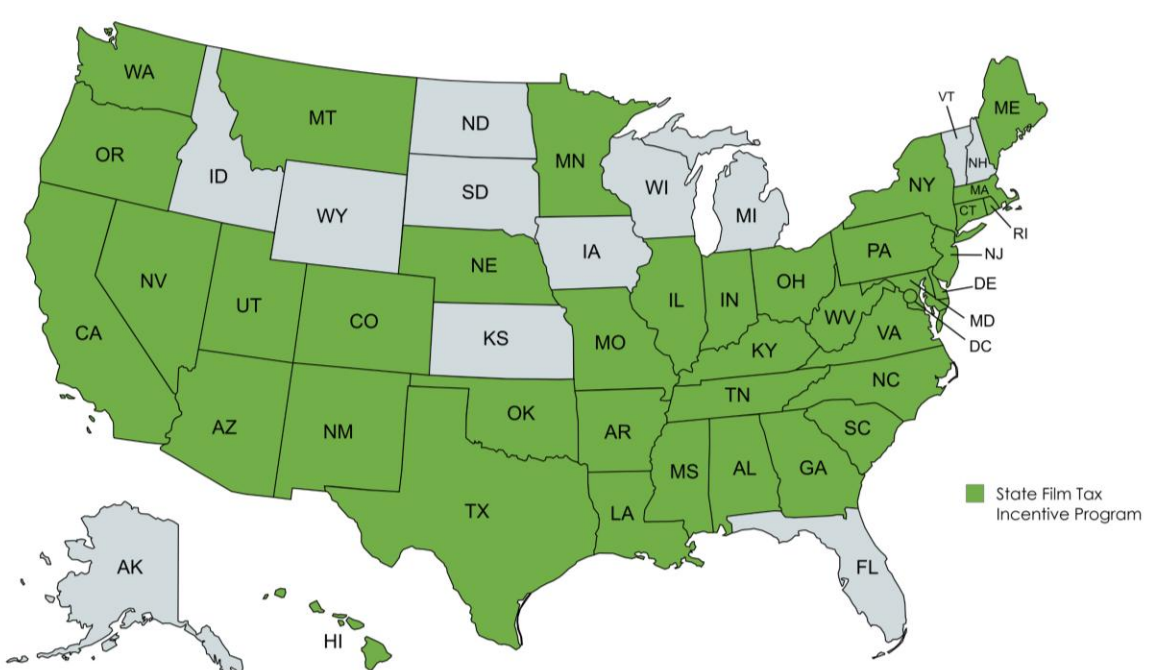 WA
MT
ND
MN
VT
ME
OR
ID
SD
WI
MI
NY
NH
MA
CT
RI
WY
IA
NE
PA
NJ
NV
UT
CO
IL
IN
OH
DE
CA
KS
MO
WV
VA
MD
DC
KY
AZ
NM
OK
AR
TN
NC
SC
TX
LA
MS
AL
GA
State Film Tax
Incentive Program
AK
FL
HI